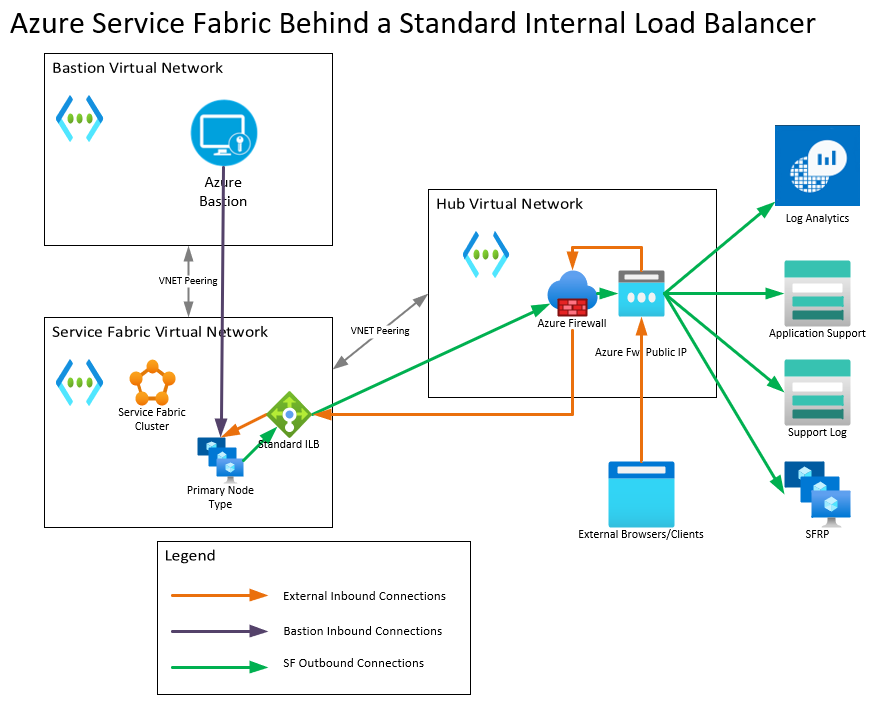 Azure Service Fabric Behind a Standard Internal Load Balancer
Bastion Virtual Network
Azure
Bastion
VNET Peering
Service Fabric Virtual Network
Service Fabric
Cluster
Standard ILB
Primary Node
Type
VNET Peering
Hub Virtual Network
Azure Firewall
Azure Fw Public IP
External Browsers/Clients
Log Analytics
Application Support
Support Log
SFRP
Legend
External Inbound Connections
Bastion Inbound Connections
SF Outbound Connections